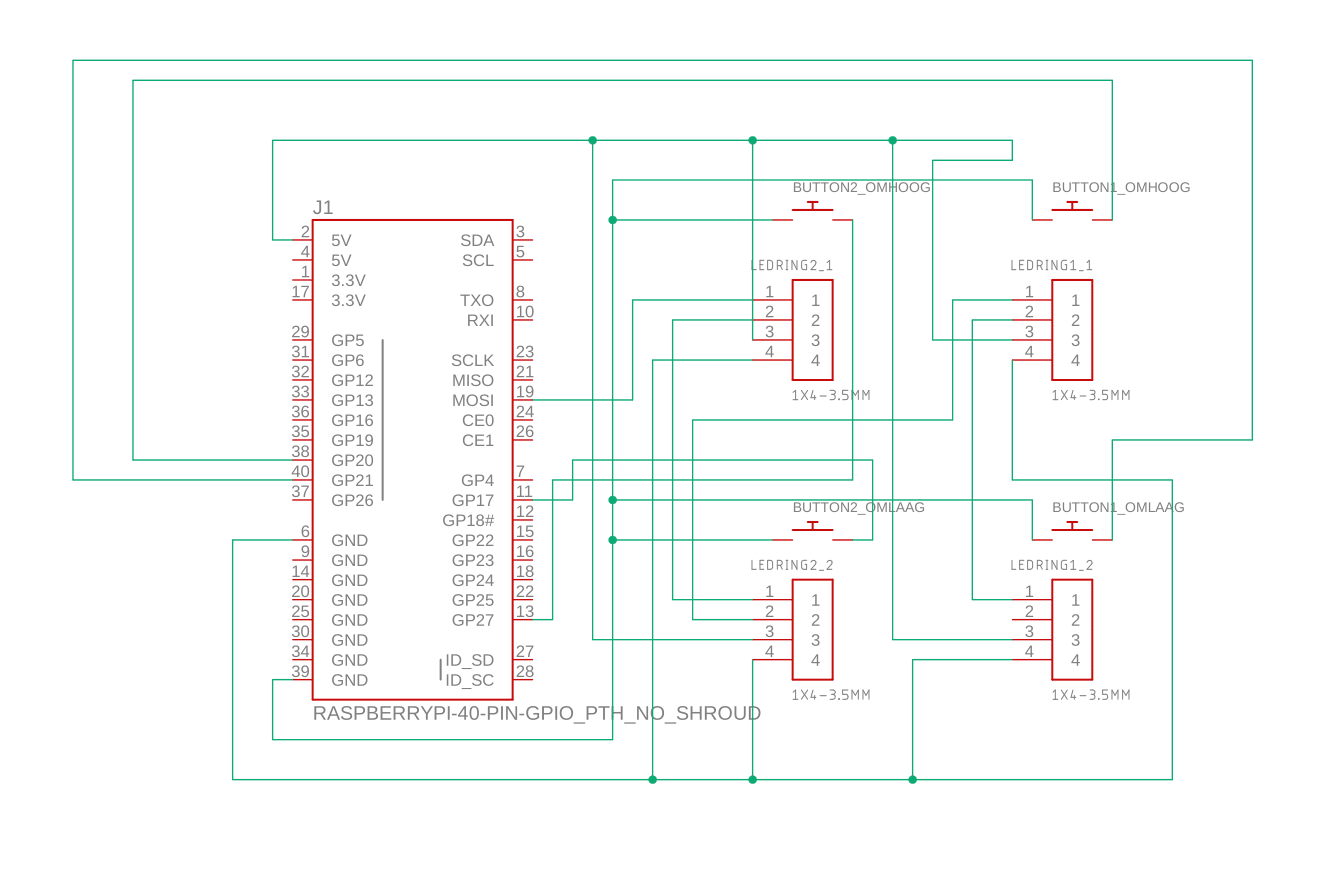 BUTTON2_OMHOOG
BUTTON1_OMHOOG
J1
2 5V SDA 3
4 5V SCL 5
1 3.3V
17 3.3V TXO 8
RXI 10
29 GP5
31 GP6 SCLK 23
32 GP12 MISO 21
33 GP13 MOSI 19
36 GP16 CE0 24
35 GP19 CE1 26
38 GP20
40 GP21 GP4 7
37 GP26 GP17 11
GP18# 12
6 GND GP22 15
9 GND GP23 16
14 GND GP24 18
20 GND GP25 22
25 GND GP27 13
30 GND
34 GND ID_SD 27
39 GND ID_SC 28
RASPBERRYPI-40-PIN-GPIO_PTH_NO_SHROUD
LEDRING2_1
1 1
2 2
3 3
4 4
1X4-3.5MM
LEDRING1_1
1 1
2 2
3 3
4 4
1X4-3.5MM
BUTTON2_OMLAAG
BUTTON1_OMLAAG
LEDRING2_2
1 1
2 2
3 3
4 4
1X4-3.5MM
LEDRING1_2
1 1
2 2
3 3
4 4
1X4-3.5MM